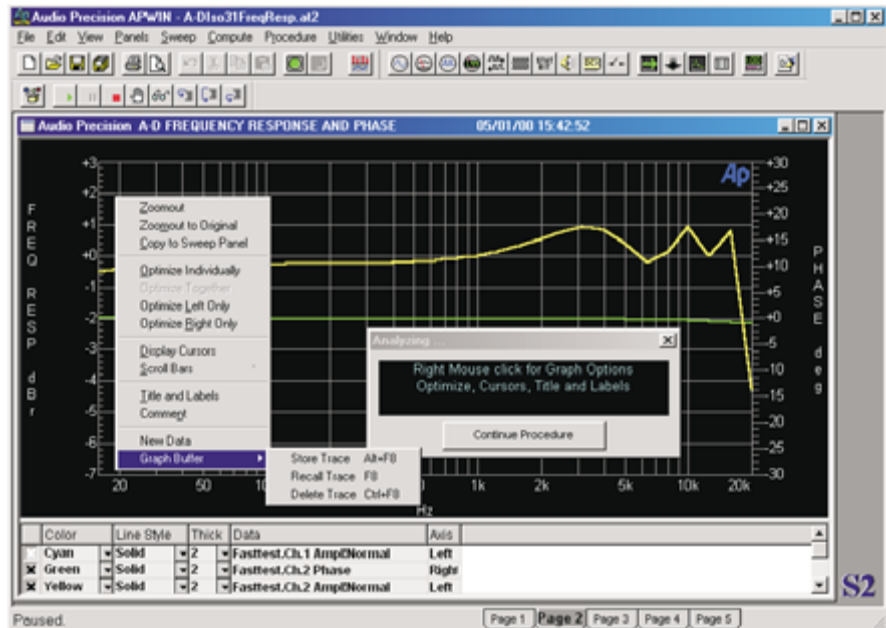 Audio Precision APWIN - A-DIso31FreqResp.at2
File Edit View Panels Sweep Compute Procedure Utilities Window Help
Audio Precision A-D FREQUENCY RESPONSE AND PHASE 05/01/00 15:42:52
Ap
FREQ RESP dBr
+3
+2
+1
+0
-1
-2
-3
-4
-5
-6
-7
Zoomout
Zoomout to Original
Copy to Sweep Panel
Optimize Individually
Optimize Together
Optimize Left Only
Optimize Right Only
Display Cursors
Scroll Bars
Title and Labels
Comment
New Data
Graph Buffer
Store Trace Alt+F8
Recall Trace F8
Delete Trace Ctrl+F8
Analyzing ...
Right Mouse click for Graph Options
Optimize, Cursors, Title and Labels
Continue Procedure
+30
+25
+20
+15
+10
+5
+0
-5
-10
-20
-25
-30
PHASE deg
20 50 1k 2k 5k 10k 20k
Hz
Color Line Style Thick Data Axis
Cyan Solid 2 Fasttest.Ch.1 Ampl Normal Left
Green Solid 2 Fasttest.Ch.2 Phase Right
Yellow Solid 2 Fasttest.Ch.2 Ampl Normal Left
S2
Paused.
Page 1 Page 2 Page 3 Page 4 Page 5